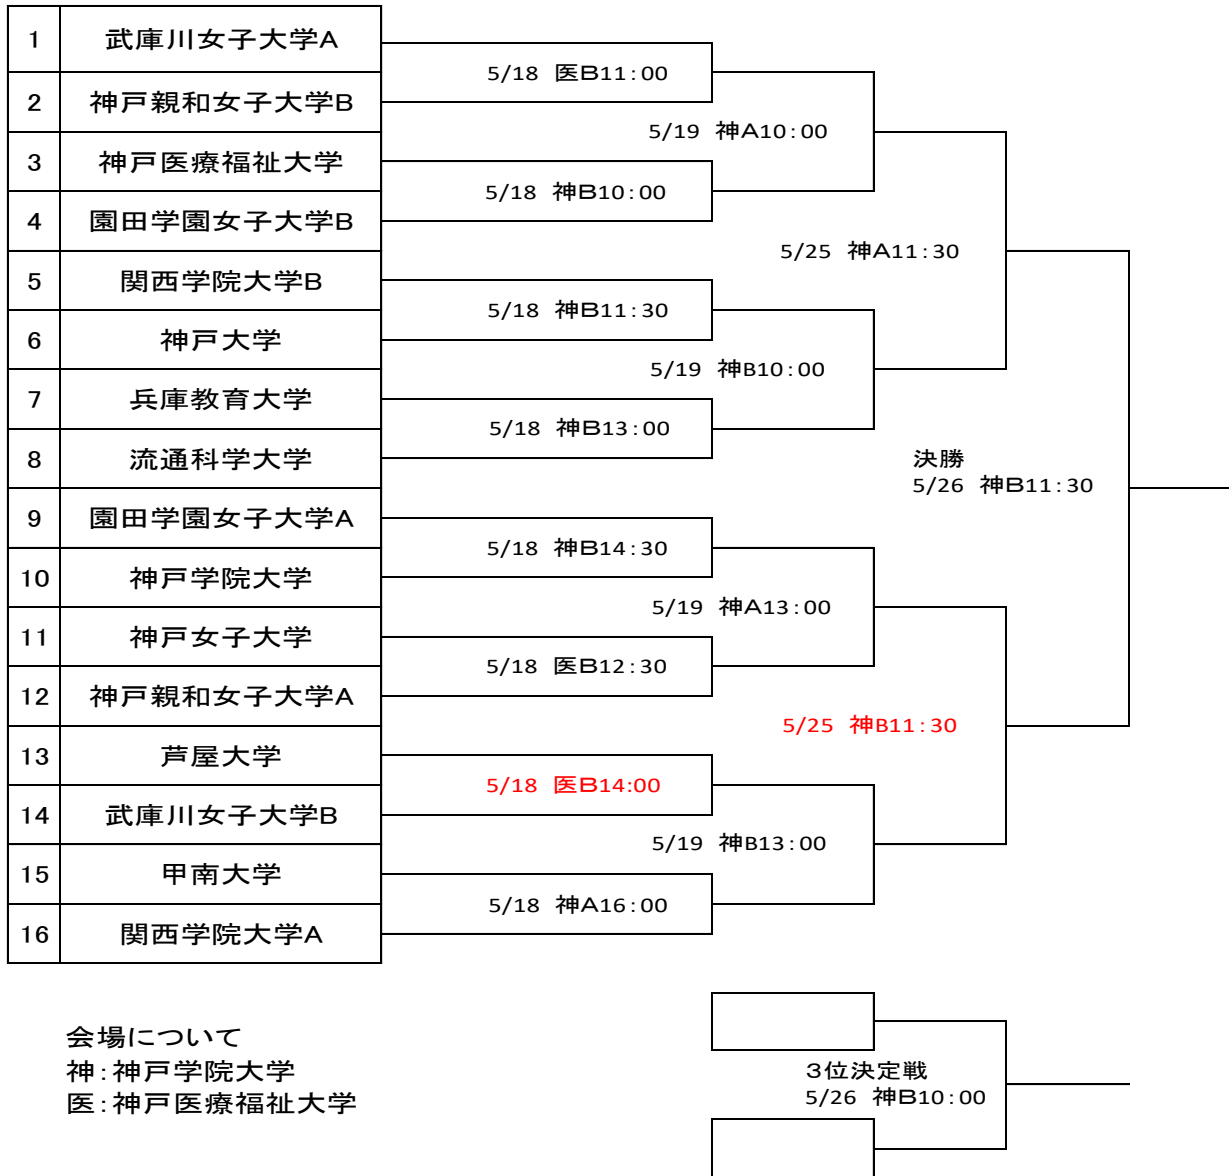 1 武庫川女子大学A
5/18 医B11:00
2 神戸親和女子大学B
5/19 神A10:00
3 神戸医療福祉大学
5/18 神B10:00
4 園田学園女子大学B
5/25 神A11:30
5 関西学院大学B
5/18 神B11:30
6 神戸大学
5/19 神B10:00
7 兵庫教育大学
5/18 神B13:00
8 流通科学大学
決勝
5/26 神B11:30
9 園田学園女子大学A
5/18 神B14:30
10 神戸学院大学
5/19 神A13:00
11 神戸女子大学
5/18 医B12:30
12 神戸親和女子大学A
5/25 神B11:30
13 芦屋大学
5/18 医B14:00
14 武庫川女子大学B
5/19 神B13:00
15 甲南大学
5/18 神A16:00
16 関西学院大学A
会場について
神:神戸学院大学
医:神戸医療福祉大学
3位決定戦
5/26 神B10:00